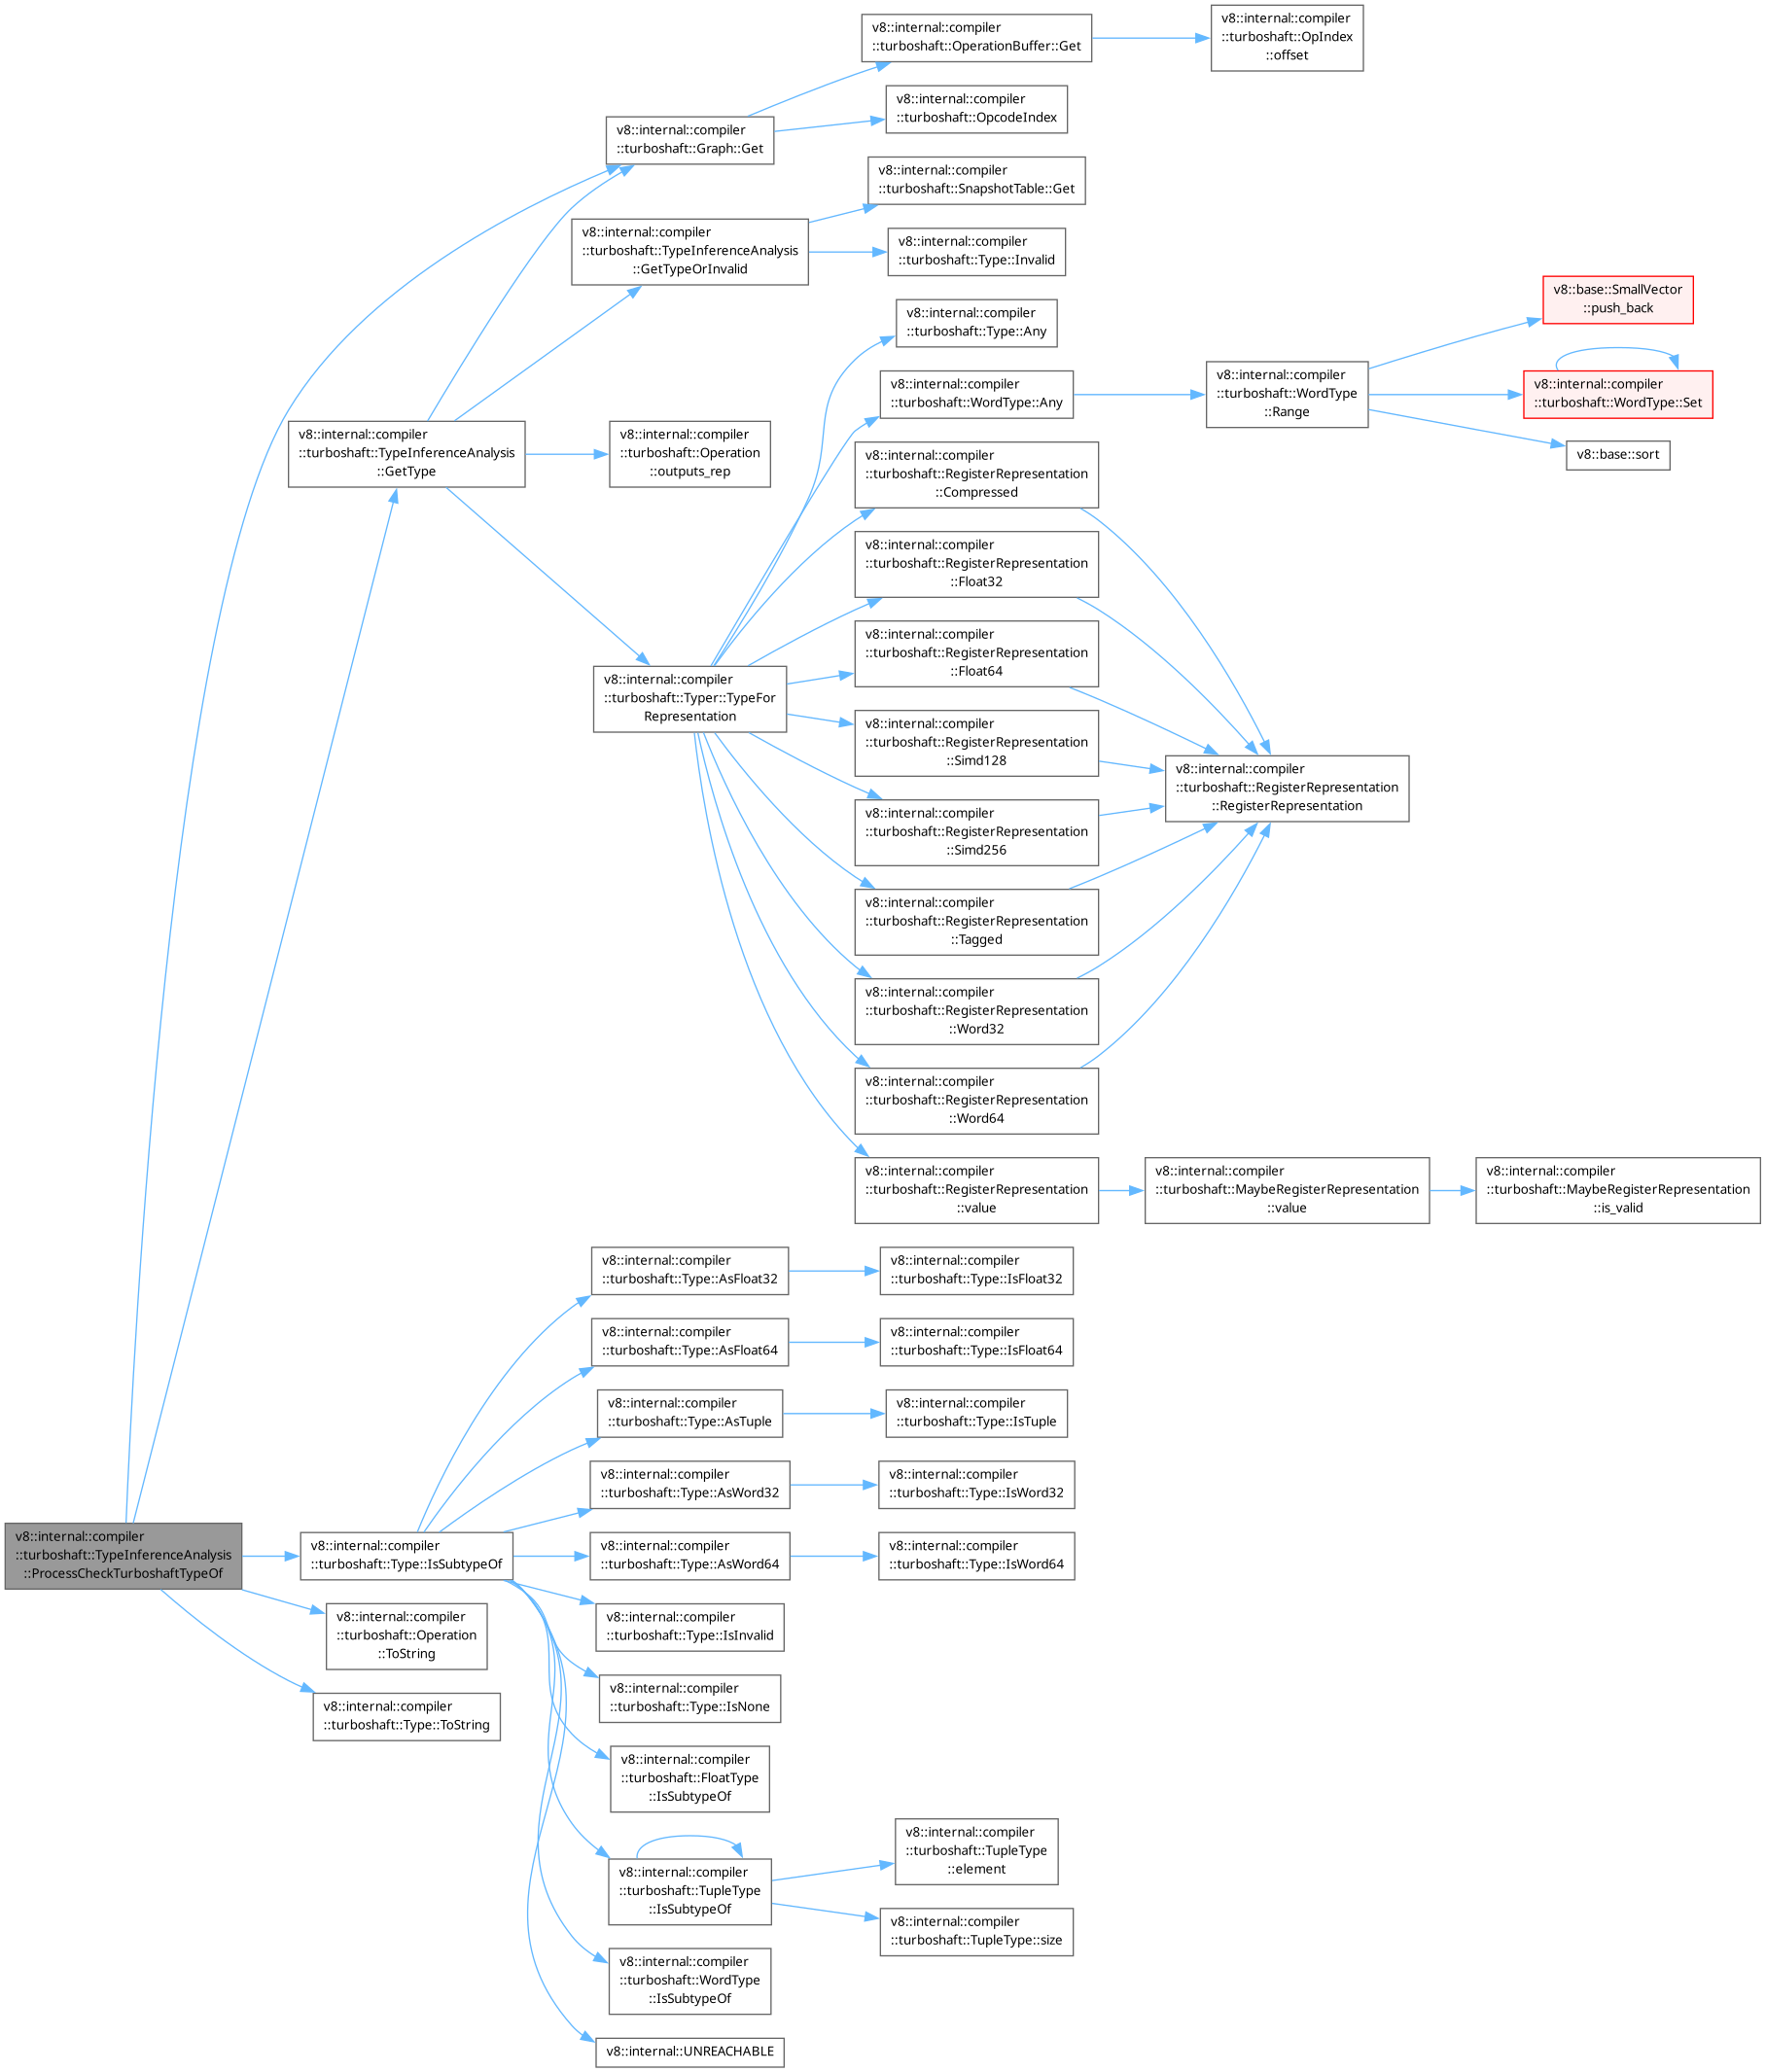 v8::internal::compiler
::turboshaft::TypeInferenceAnalysis
::ProcessCheckTurboshaftTypeOf
v8::internal::compiler
::turboshaft::Graph::Get
v8::internal::compiler
::turboshaft::OperationBuffer::Get
v8::internal::compiler
::turboshaft::OpIndex
::offset
v8::internal::compiler
::turboshaft::OpcodeIndex
v8::internal::compiler
::turboshaft::TypeInferenceAnalysis
::GetType
v8::internal::compiler
::turboshaft::TypeInferenceAnalysis
::GetTypeOrInvalid
v8::internal::compiler
::turboshaft::SnapshotTable::Get
v8::internal::compiler
::turboshaft::Type::Invalid
v8::internal::compiler
::turboshaft::Operation
::outputs_rep
v8::internal::compiler
::turboshaft::Typer::TypeFor
Representation
v8::internal::compiler
::turboshaft::Type::Any
v8::internal::compiler
::turboshaft::WordType::Any
v8::internal::compiler
::turboshaft::WordType
::Range
v8::base::SmallVector
::push_back
v8::internal::compiler
::turboshaft::WordType::Set
v8::base::sort
v8::internal::compiler
::turboshaft::RegisterRepresentation
::Compressed
v8::internal::compiler
::turboshaft::RegisterRepresentation
::Float32
v8::internal::compiler
::turboshaft::RegisterRepresentation
::Float64
v8::internal::compiler
::turboshaft::RegisterRepresentation
::Simd128
v8::internal::compiler
::turboshaft::RegisterRepresentation
::RegisterRepresentation
v8::internal::compiler
::turboshaft::RegisterRepresentation
::Simd256
v8::internal::compiler
::turboshaft::RegisterRepresentation
::Tagged
v8::internal::compiler
::turboshaft::RegisterRepresentation
::Word32
v8::internal::compiler
::turboshaft::RegisterRepresentation
::Word64
v8::internal::compiler
::turboshaft::RegisterRepresentation
::value
v8::internal::compiler
::turboshaft::MaybeRegisterRepresentation
::value
v8::internal::compiler
::turboshaft::MaybeRegisterRepresentation
::is_valid
v8::internal::compiler
::turboshaft::Type::IsSubtypeOf
v8::internal::compiler
::turboshaft::Type::AsFloat32
v8::internal::compiler
::turboshaft::Type::IsFloat32
v8::internal::compiler
::turboshaft::Type::AsFloat64
v8::internal::compiler
::turboshaft::Type::IsFloat64
v8::internal::compiler
::turboshaft::Type::AsTuple
v8::internal::compiler
::turboshaft::Type::IsTuple
v8::internal::compiler
::turboshaft::Type::AsWord32
v8::internal::compiler
::turboshaft::Type::IsWord32
v8::internal::compiler
::turboshaft::Type::AsWord64
v8::internal::compiler
::turboshaft::Type::IsWord64
v8::internal::compiler
::turboshaft::Type::IsInvalid
v8::internal::compiler
::turboshaft::Type::IsNone
v8::internal::compiler
::turboshaft::FloatType
::IsSubtypeOf
v8::internal::compiler
::turboshaft::TupleType
::IsSubtypeOf
v8::internal::compiler
::turboshaft::TupleType
::element
v8::internal::compiler
::turboshaft::TupleType::size
v8::internal::compiler
::turboshaft::WordType
::IsSubtypeOf
v8::internal::UNREACHABLE
v8::internal::compiler
::turboshaft::Operation
::ToString
v8::internal::compiler
::turboshaft::Type::ToString